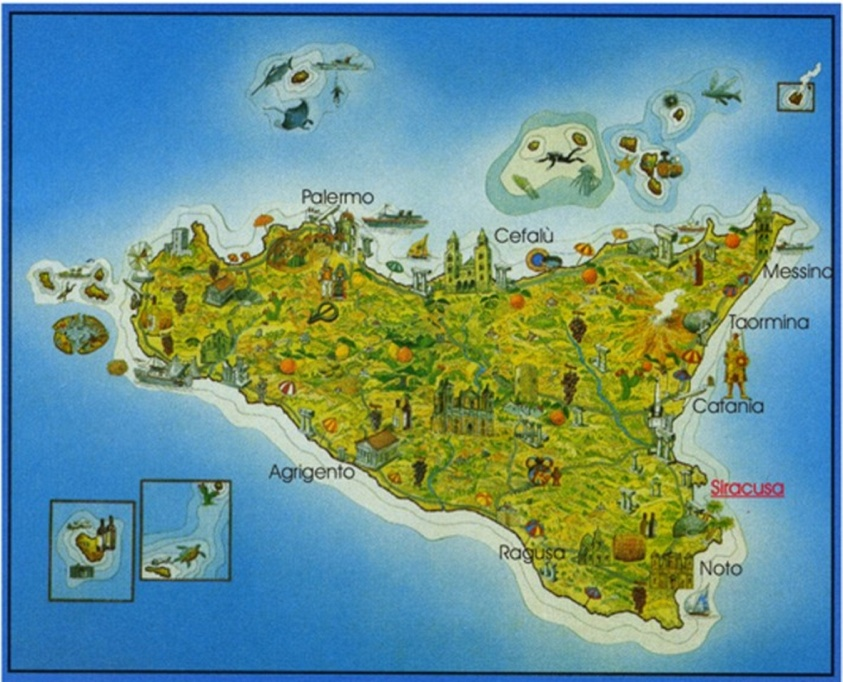 Palermo
Cefalù
Messina
Taormina
Catania
Agrigento
Siracusa
Ragusa
Noto